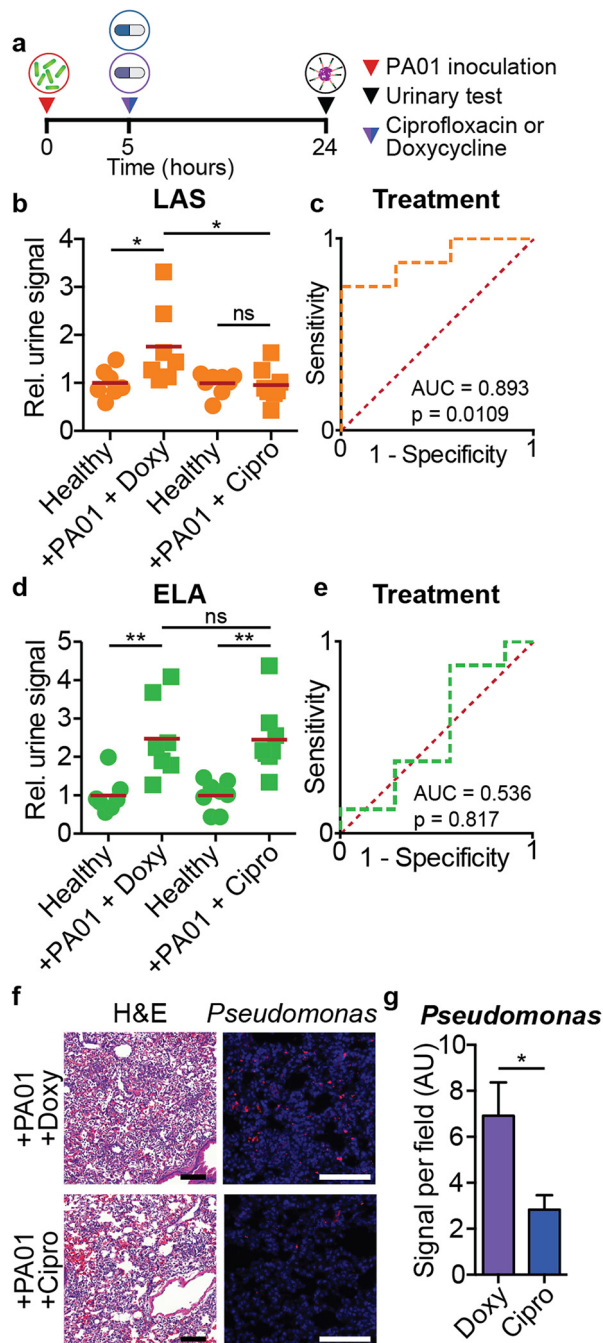 a
PA01 inoculation
Urinary test
Ciprofloxacin or
Doxycycline
0
5
24
Time (hours)
b
LAS
Rel. urine signal
4
3
2
1
0
*
*
ns
Healthy
+PA01 + Doxy
Healthy
+PA01 + Cipro
c
Treatment
Sensitivity
1
0
AUC = 0.893
p = 0.0109
0
1
1 - Specificity
d
ELA
Rel. urine signal
5
4
3
2
1
0
ns
**
**
Healthy
+PA01 + Doxy
Healthy
+PA01 + Cipro
e
Treatment
Sensitivity
1
0
AUC = 0.536
p = 0.817
0
1
1 - Specificity
f
H&E
Pseudomonas
+PA01
+Doxy
+PA01
+Cipro
g
Pseudomonas
Signal per field (AU)
10
8
6
4
2
0
*
Doxy
Cipro